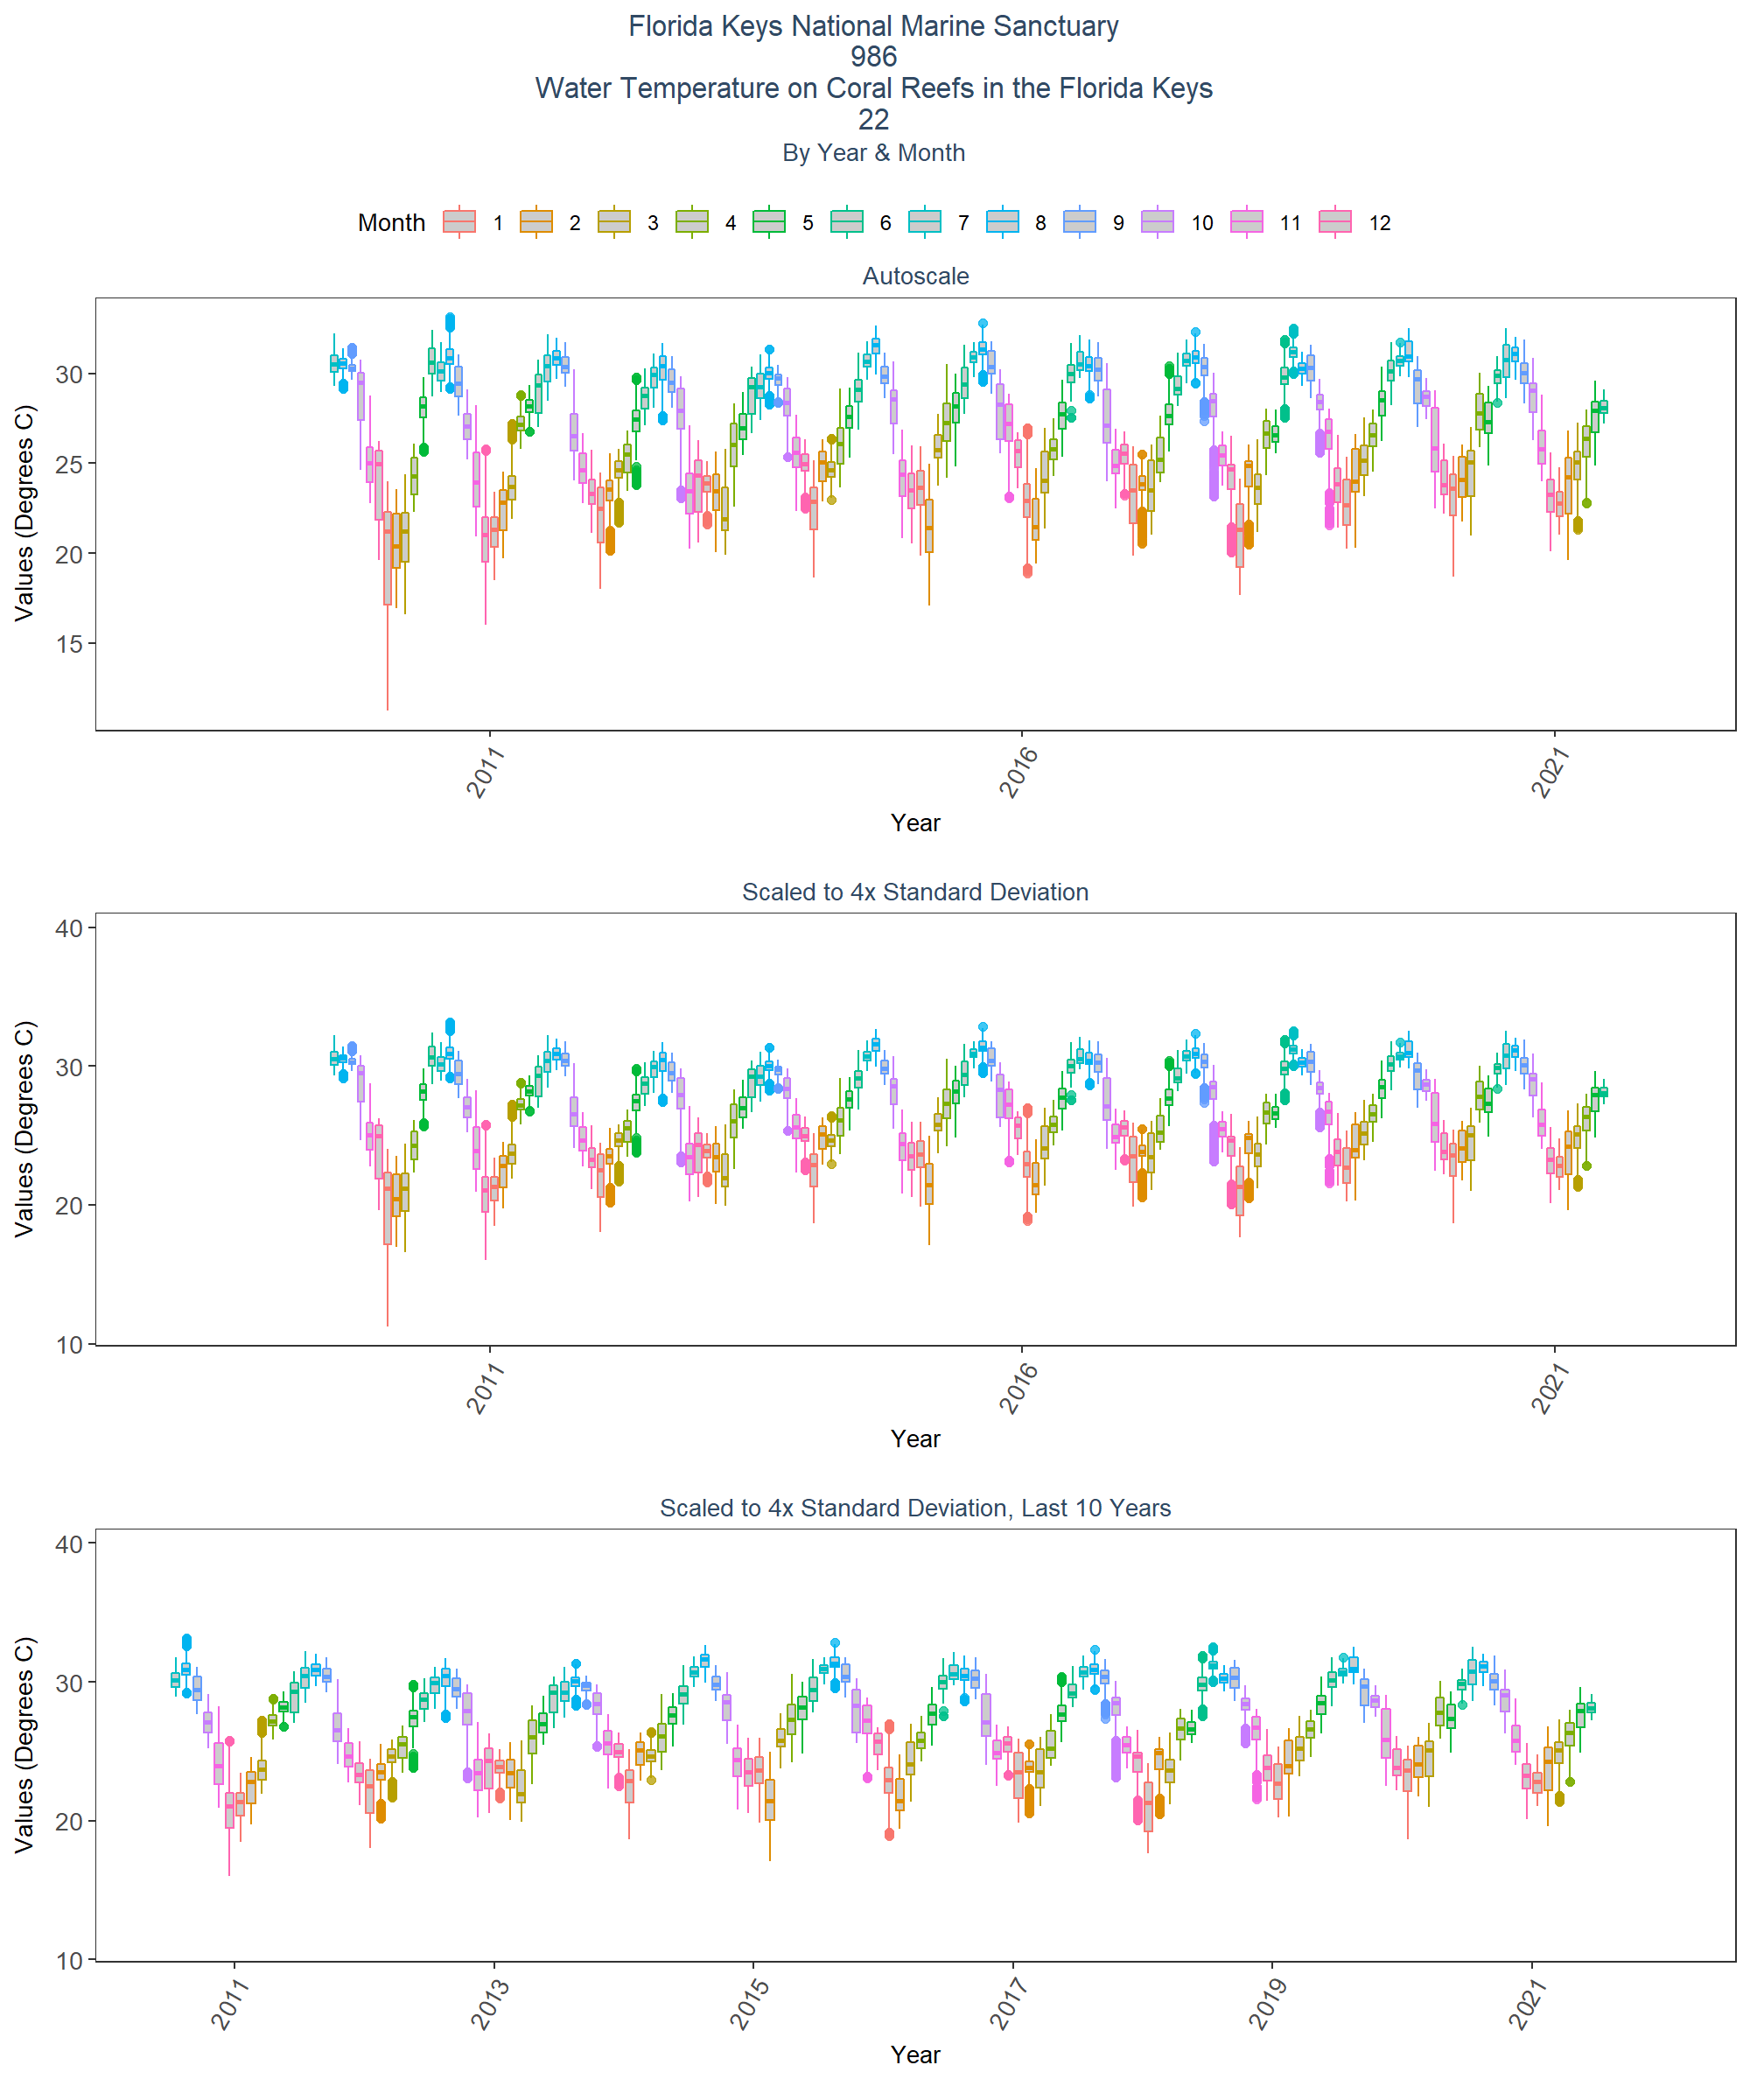 Florida Keys National Marine Sanctuary
986
Water Temperature on Coral Reefs in the Florida Keys
22
By Year & Month
Month 1 2 3 4 5 6 7 8 9 10 11 12
Autoscale
Values (Degrees C)
30
25
20
15
2011 2016 2021
Year
Scaled to 4x Standard Deviation
Values (Degrees C)
40
30
20
10
2011 2016 2021
Year
Scaled to 4x Standard Deviation, Last 10 Years
Values (Degrees C)
40
30
20
10
2011 2013 2015 2017 2019 2021
Year